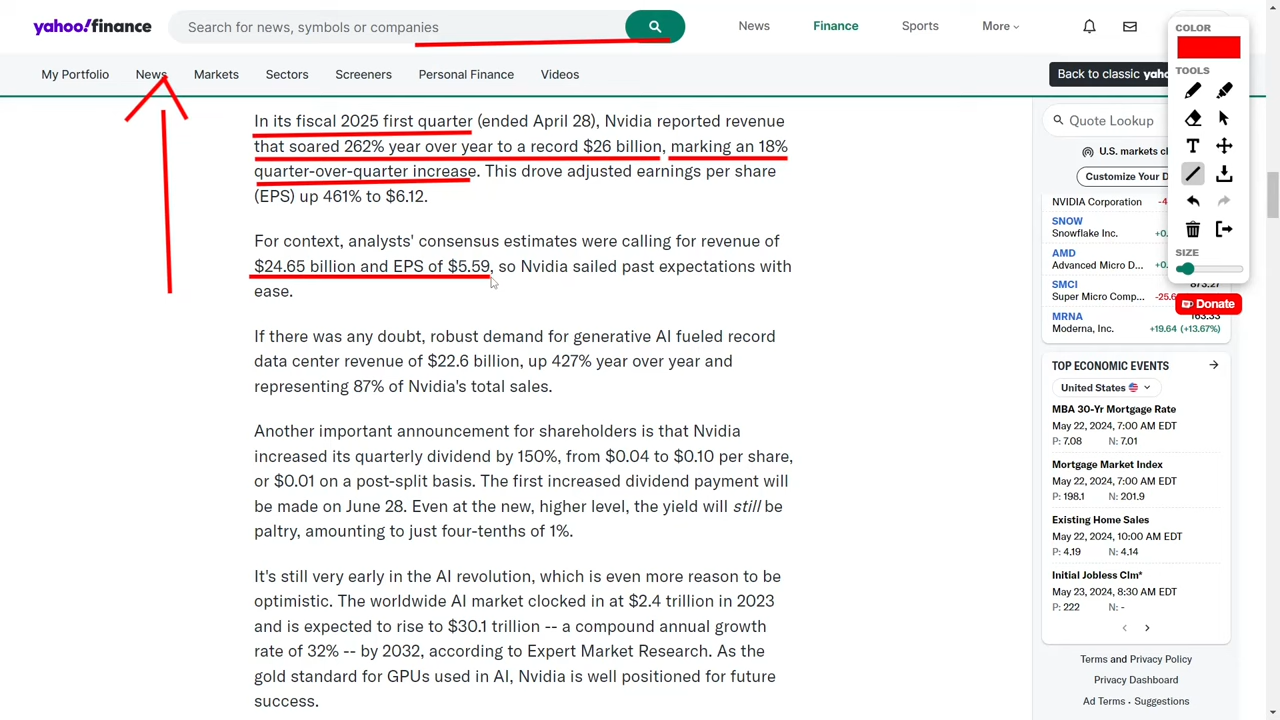 yahoo!finance
Search for news, symbols or companies
News
Finance
Sports
More
My Portfolio
News
Markets
Sectors
Screeners
Personal Finance
Videos
Back to classic
In its fiscal 2025 first quarter (ended April 28), Nvidia reported revenue
that soared 262% year over year to a record $26 billion, marking an 18%
quarter-over-quarter increase. This drove adjusted earnings per share
(EPS) up 461% to $6.12.
For context, analysts' consensus estimates were calling for revenue of
$24.65 billion and EPS of $5.59, so Nvidia sailed past expectations with
ease.
If there was any doubt, robust demand for generative AI fueled record
data center revenue of $22.6 billion, up 427% year over year and
representing 87% of Nvidia's total sales.
Another important announcement for shareholders is that Nvidia
increased its quarterly dividend by 150%, from $0.04 to $0.10 per share,
or $0.01 on a post-split basis. The first increased dividend payment will
be made on June 28. Even at the new, higher level, the yield will still be
paltry, amounting to just four-tenths of 1%.
It's still very early in the AI revolution, which is even more reason to be
optimistic. The worldwide AI market clocked in at $2.4 trillion in 2023
and is expected to rise to $30.1 trillion -- a compound annual growth
rate of 32% -- by 2032, according to Expert Market Research. As the
gold standard for GPUs used in AI, Nvidia is well positioned for future
success.
Quote Lookup
U.S. markets
Customize Your
NVIDIA Corporation
SNOW
Snowflake Inc.
AMD
Advanced Micro D...
SMCI
873.27
Super Micro Comp...
MRNA
163.33
Moderna, Inc.
+19.64 (+13.67%)
TOP ECONOMIC EVENTS
United States
MBA 30-Yr Mortgage Rate
May 22, 2024, 7:00 AM EDT
P: 7.08 N: 7.01
Mortgage Market Index
May 22, 2024, 7:00 AM EDT
P: 198.1 N: 201.9
Existing Home Sales
May 22, 2024, 10:00 AM EDT
P: 4.19 N: 4.14
Initial Jobless Clm*
May 23, 2024, 8:30 AM EDT
P: 222 N: -
Terms and Privacy Policy
Privacy Dashboard
Ad Terms • Suggestions
COLOR
TOOLS
T
SIZE
Donate